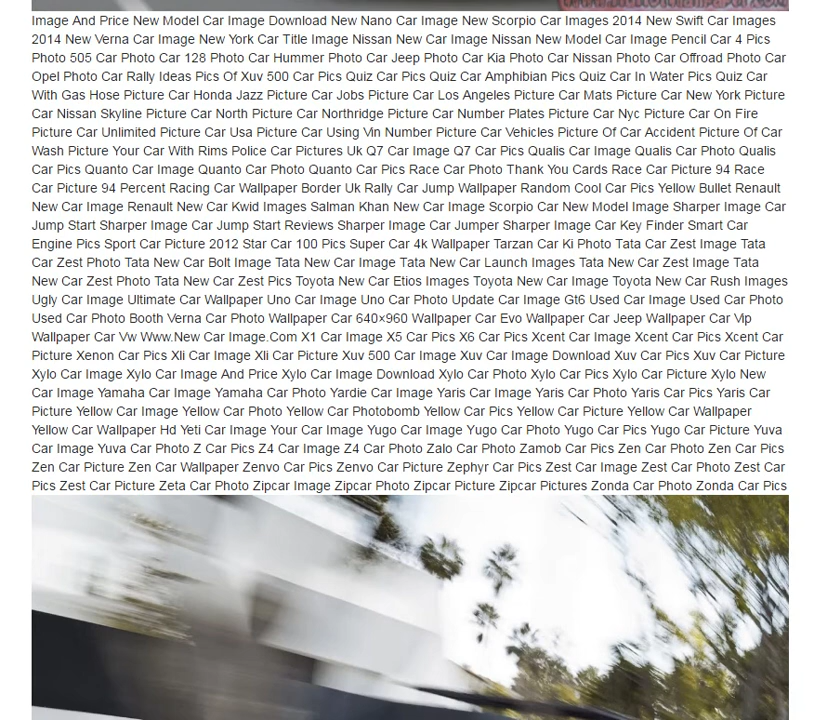 Image And Price New Model Car Image Download New Nano Car Image New Scorpio Car Images 2014 New Swift Car Images
2014 New Verna Car Image New York Car Title Image Nissan New Car Image Nissan New Model Car Image Pencil Car 4 Pics
Photo 505 Car Photo Car 128 Photo Car Hummer Photo Car Jeep Photo Car Kia Photo Car Nissan Photo Car Offroad Photo Car
Opel Photo Car Rally Ideas Pics Of Xuv 500 Car Pics Quiz Car Pics Quiz Car Amphibian Pics Quiz Car In Water Pics Quiz Car
With Gas Hose Picture Car Honda Jazz Picture Car Jobs Picture Car Los Angeles Picture Car Mats Picture Car New York Picture
Car Nissan Skyline Picture Car North Picture Car Northridge Picture Car Number Plates Picture Car Nyc Picture Car On Fire
Picture Car Unlimited Picture Car Usa Picture Car Using Vin Number Picture Car Vehicles Picture Of Car Accident Picture Of Car
Wash Picture Your Car With Rims Police Car Pictures Uk Q7 Car Image Q7 Car Pics Qualis Car Image Qualis Car Photo Qualis
Car Pics Quanto Car Image Quanto Car Photo Quanto Car Pics Race Car Photo Thank You Cards Race Car Picture 94 Race
Car Picture 94 Percent Racing Car Wallpaper Border Uk Rally Car Jump Wallpaper Random Cool Car Pics Yellow Bullet Renault
New Car Image Renault New Car Kwid Images Salman Khan New Car Image Scorpio Car New Model Image Sharper Image Car
Jump Start Sharper Image Car Jump Start Reviews Sharper Image Car Jumper Sharper Image Car Key Finder Smart Car
Engine Pics Sport Car Picture 2012 Star Car 100 Pics Super Car 4k Wallpaper Tarzan Car Ki Photo Tata Car Zest Image Tata
Car Zest Photo Tata New Car Bolt Image Tata New Car Image Tata New Car Launch Images Tata New Car Zest Image Tata
New Car Zest Photo Tata New Car Zest Pics Toyota New Car Etios Images Toyota New Car Image Toyota New Car Rush Images
Ugly Car Image Ultimate Car Wallpaper Uno Car Image Uno Car Photo Update Car Image Gt6 Used Car Image Used Car Photo
Used Car Photo Booth Verna Car Photo Wallpaper Car 640×960 Wallpaper Car Evo Wallpaper Car Jeep Wallpaper Car Vip
Wallpaper Car Vw Www.New Car Image.Com X1 Car Image X5 Car Pics X6 Car Pics Xcent Car Image Xcent Car Pics Xcent Car
Picture Xenon Car Pics Xli Car Image Xli Car Picture Xuv 500 Car Image Xuv Car Image Download Xuv Car Pics Xuv Car Picture
Xylo Car Image Xylo Car Image And Price Xylo Car Image Download Xylo Car Photo Xylo Car Pics Xylo Car Picture Xylo New
Car Image Yamaha Car Image Yamaha Car Photo Yardie Car Image Yaris Car Image Yaris Car Photo Yaris Car Pics Yaris Car
Picture Yellow Car Image Yellow Car Photo Yellow Car Photobomb Yellow Car Pics Yellow Car Picture Yellow Car Wallpaper
Yellow Car Wallpaper Hd Yeti Car Image Your Car Image Yugo Car Image Yugo Car Photo Yugo Car Pics Yugo Car Picture Yuva
Car Image Yuva Car Photo Z Car Pics Z4 Car Image Z4 Car Photo Zalo Car Photo Zamob Car Pics Zen Car Photo Zen Car Pics
Zen Car Picture Zen Car Wallpaper Zenvo Car Pics Zenvo Car Picture Zephyr Car Pics Zest Car Image Zest Car Photo Zest Car
Pics Zest Car Picture Zeta Car Photo Zipcar Image Zipcar Photo Zipcar Picture Zipcar Pictures Zonda Car Photo Zonda Car Pics